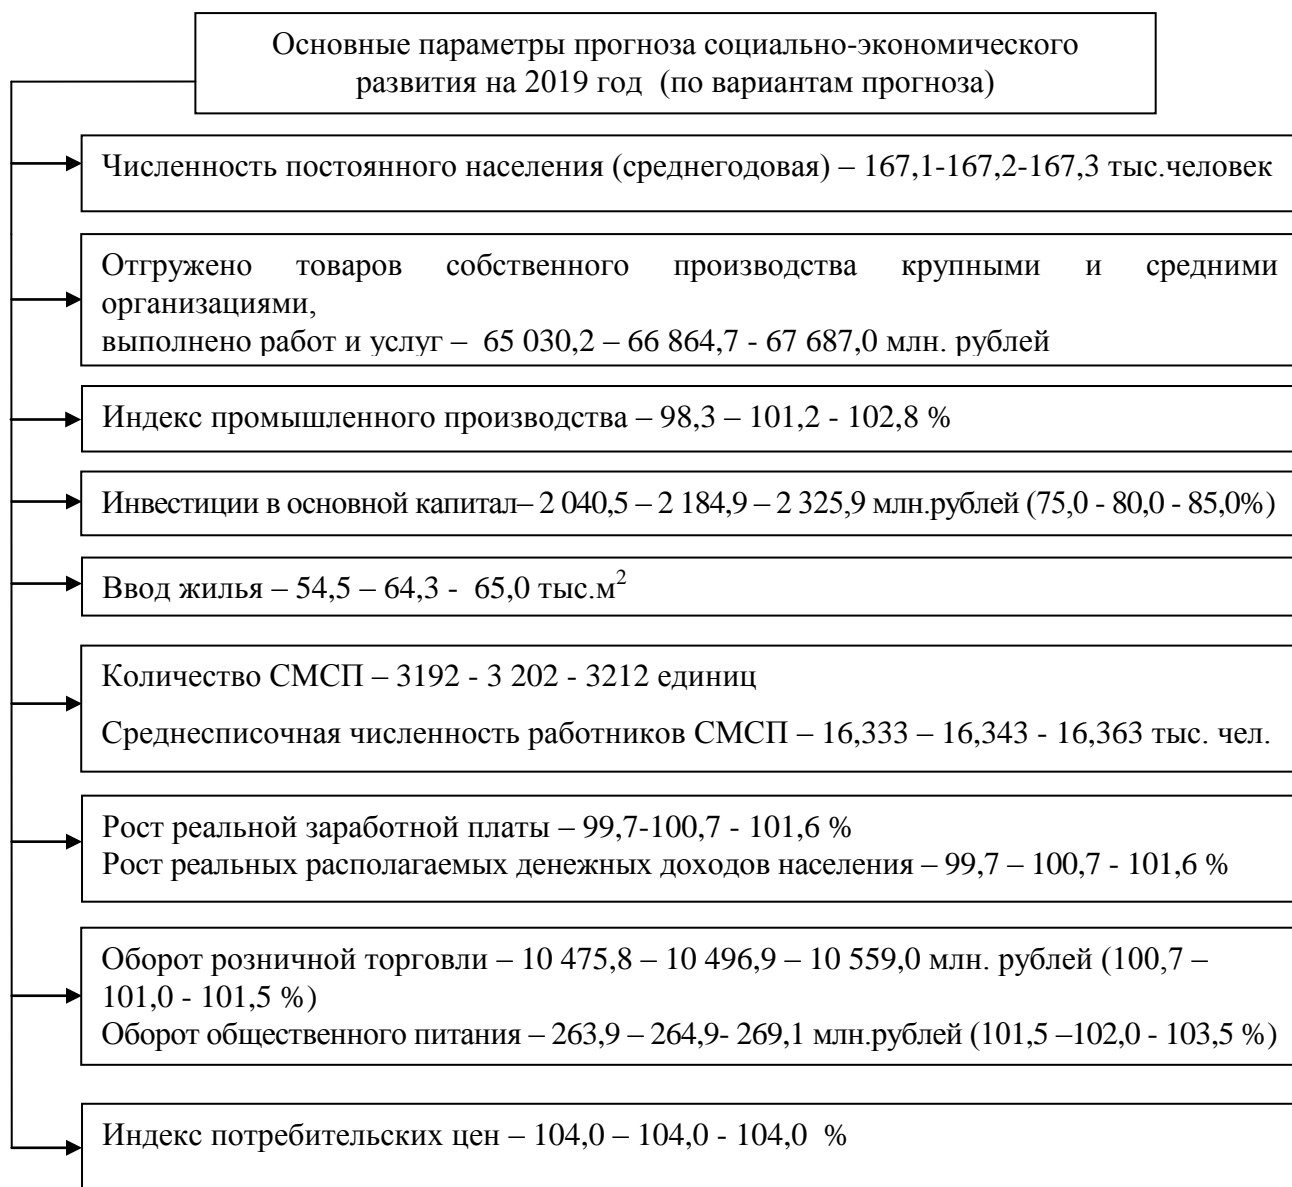 Основные параметры прогноза социально-экономического
развития на 2019 год (по вариантам прогноза)
Численность постоянного населения (среднегодовая) – 167,1-167,2-167,3 тыс.человек
Отгружено товаров собственного производства крупными и средними
организациями,
выполнено работ и услуг – 65 030,2 – 66 864,7 - 67 687,0 млн. рублей
Индекс промышленного производства – 98,3 – 101,2 - 102,8 %
Инвестиции в основной капитал– 2 040,5 – 2 184,9 – 2 325,9 млн.рублей (75,0 - 80,0 - 85,0%)
Ввод жилья – 54,5 – 64,3 - 65,0 тыс.м²
Количество СМСП – 3192 - 3 202 - 3212 единиц
Среднесписочная численность работников СМСП – 16,333 – 16,343 - 16,363 тыс. чел.
Рост реальной заработной платы – 99,7-100,7 - 101,6 %
Рост реальных располагаемых денежных доходов населения – 99,7 – 100,7 - 101,6 %
Оборот розничной торговли – 10 475,8 – 10 496,9 – 10 559,0 млн. рублей (100,7 –
101,0 - 101,5 %)
Оборот общественного питания – 263,9 – 264,9- 269,1 млн.рублей (101,5 –102,0 - 103,5 %)
Индекс потребительских цен – 104,0 – 104,0 - 104,0 %